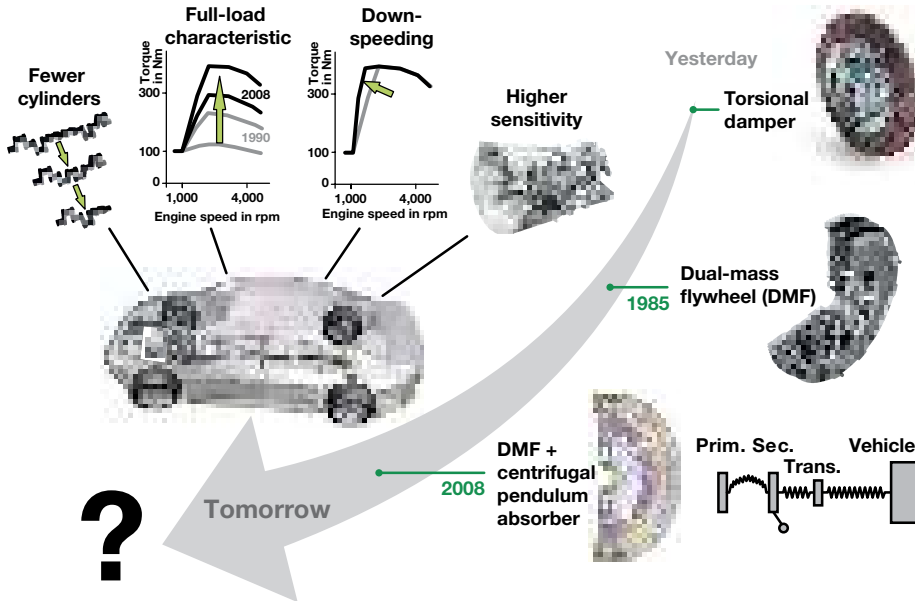 Full-load
characteristic
Down-
speeding
Fewer
cylinders
Torque
in Nm
300
100
0
2008
1990
1,000
4,000
Engine speed in rpm
Torque
in Nm
300
100
0
1,000
4,000
Engine speed in rpm
Higher
sensitivity
Yesterday
Torsional
damper
1985
Dual-mass
flywheel (DMF)
2008
DMF +
centrifugal
pendulum
absorber
Prim. Sec.
Trans.
Vehicle
Tomorrow
?